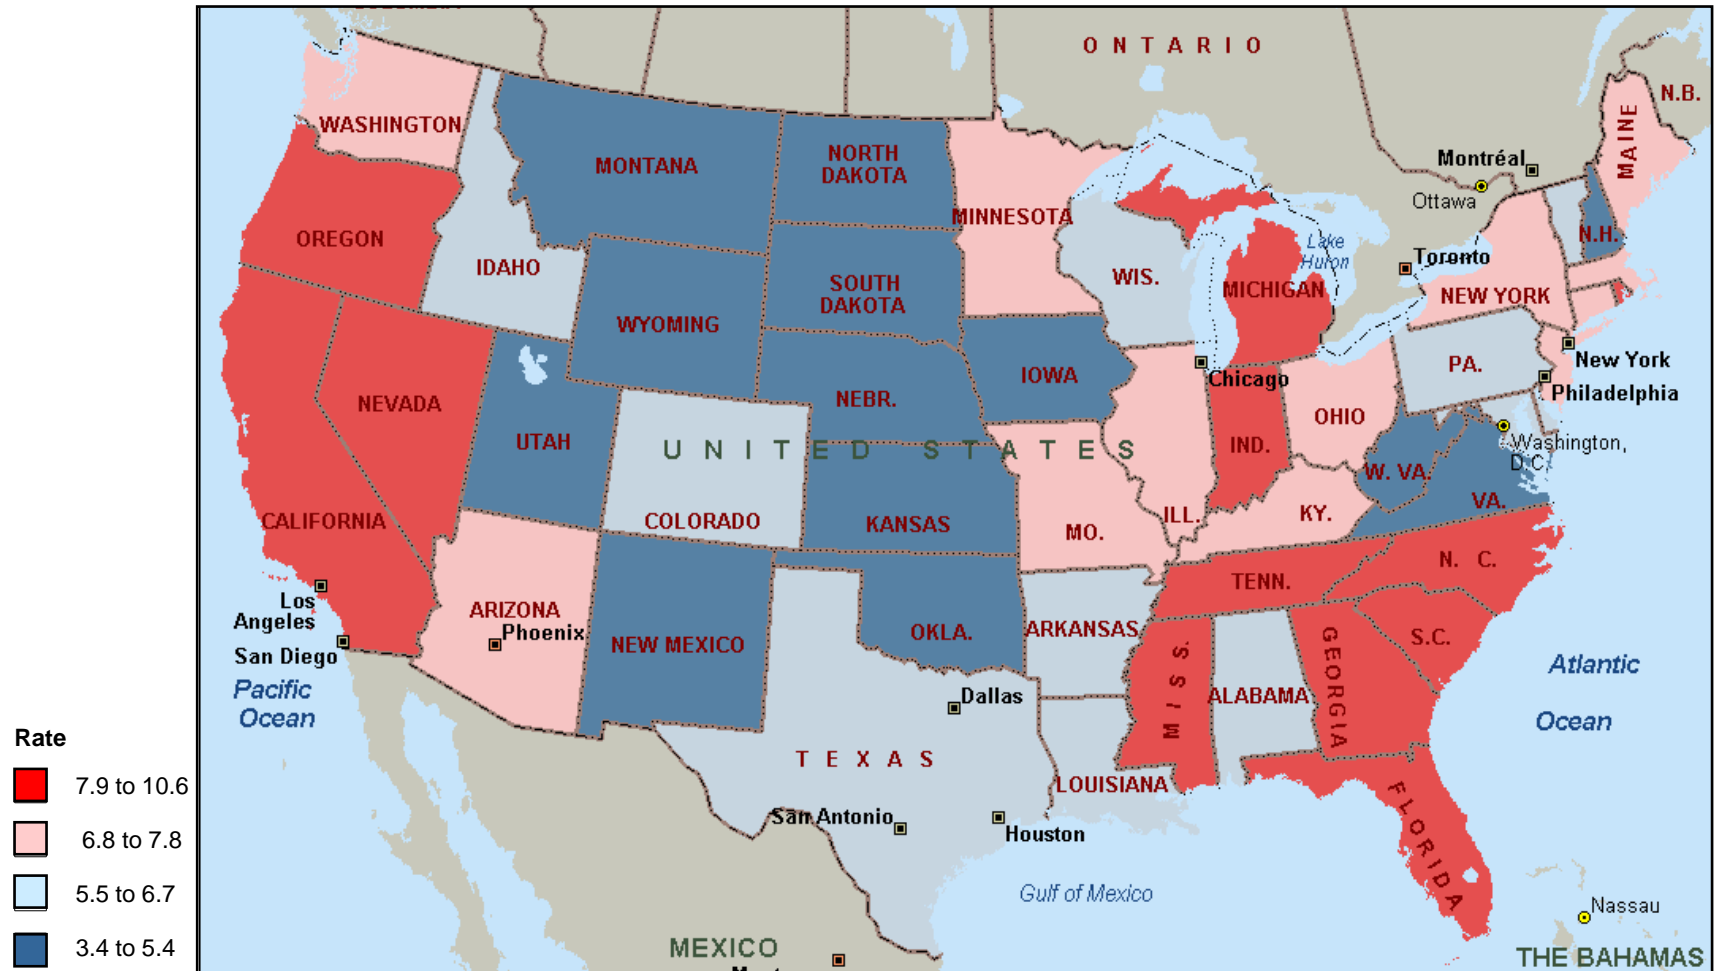 ONTARIO
N.B.
MAINE
WASHINGTON
MONTANA
NORTH
DAKOTA
Montréal
Ottawa
MINNESOTA
OREGON
IDAHO
SOUTH
DAKOTA
WIS.
Lake
Huron
MICHIGAN
Toronto
N.H.
NEW YORK
WYOMING
IOWA
NEBR.
Chicago
PA.
New York
Philadelphia
NEVADA
UTAH
OHIO
IND.
UNITED STATES
Washington,
D.C.
W. VA.
VA.
CALIFORNIA
COLORADO
KANSAS
MO.
ILL.
KY.
TENN.
N. C.
Los
Angeles
San Diego
ARIZONA
Phoenix
NEW MEXICO
OKLA.
ARKANSAS
MISS.
ALABAMA
GEORGIA
S.C.
Pacific
Ocean
Dallas
Atlantic
Ocean
TEXAS
LOUISIANA
San Antonio
Houston
FLORIDA
Gulf of Mexico
Nassau
MEXICO
THE BAHAMAS
Rate
7.9 to 10.6
6.8 to 7.8
5.5 to 6.7
3.4 to 5.4